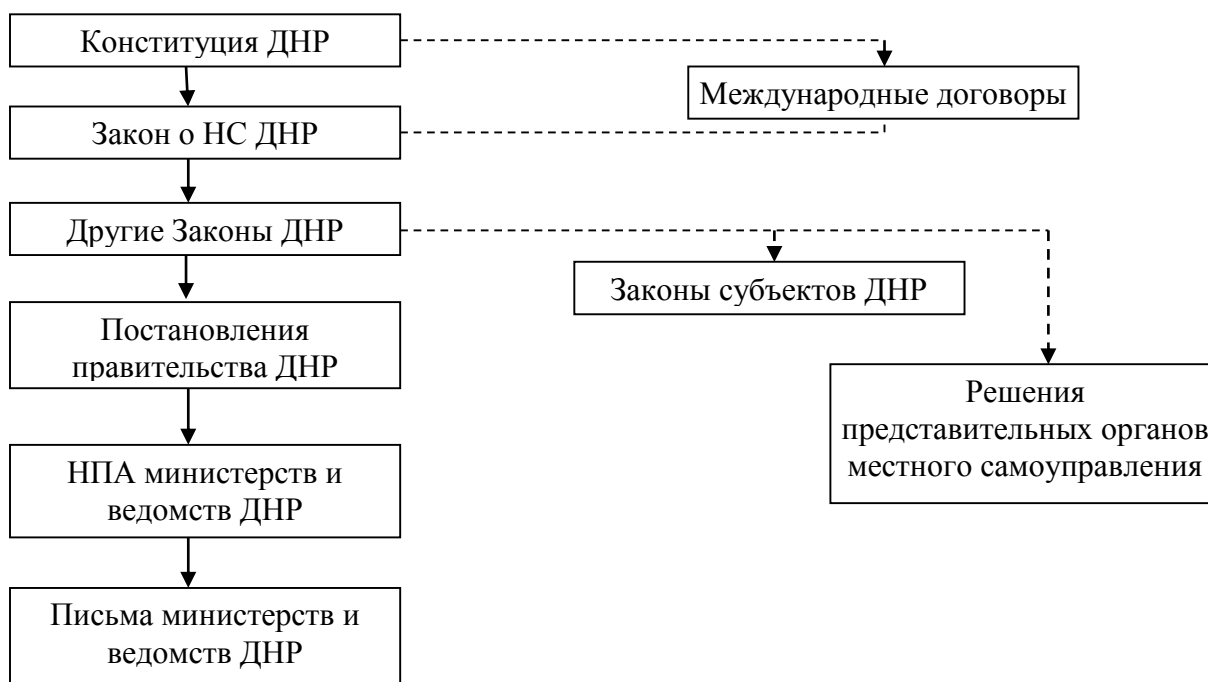 Конституция ДНР
Международные договоры
Закон о НС ДНР
Другие Законы ДНР
Законы субъектов ДНР
Постановления
правительства ДНР
Решения
представительных органов
местного самоуправления
НПА министерств и
ведомств ДНР
Письма министерств и
ведомств ДНР